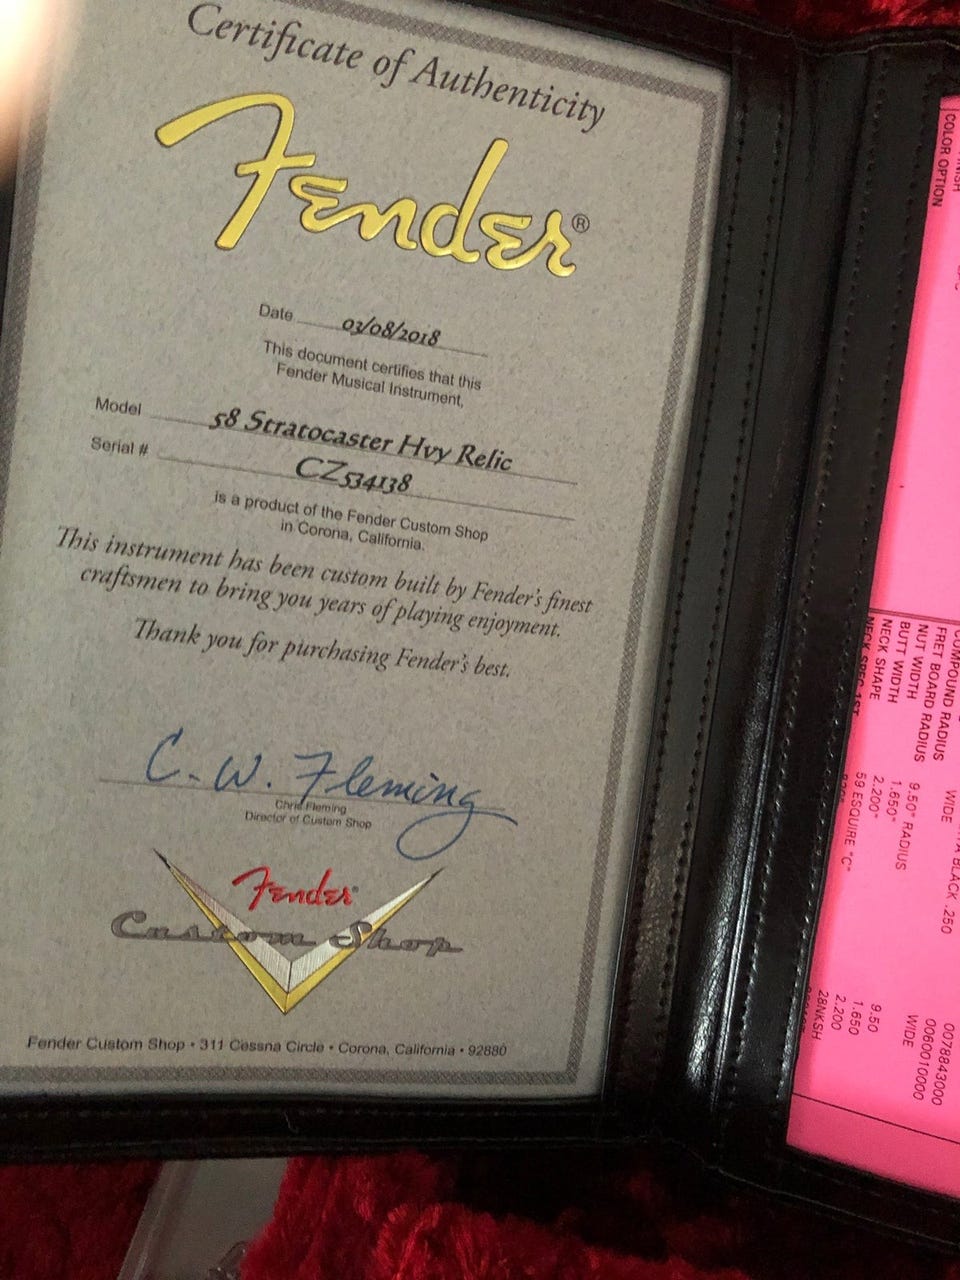 Certificate of Authenticity
Fender®
Date 03/08/2018
This document certifies that this
Fender Musical Instrument,
Model 58 Stratocaster Hvy Relic
Serial # CZ534138
is a product of the Fender Custom Shop
in Corona, California.
This instrument has been custom built by Fender's finest
craftsmen to bring you years of playing enjoyment.
Thank you for purchasing Fender's best.
C. W. Fleming
Chris Fleming
Director of Custom Shop
Fender®
Custom Shop
Fender Custom Shop • 311 Cessna Circle • Corona, California • 92880
COLOR OPTION
BLACK .250 0078843000
COMPOUND RADIUS WIDE 0060010000
FRET BOARD RADIUS WIDE
NUT WIDTH 9.50" RADIUS 9.50
BUTT WIDTH 1.650" 1.650
NECK SHAPE 2.200" 2.200
NECK SPEC 1ST 59 ESQUIRE "C" 28NKSH